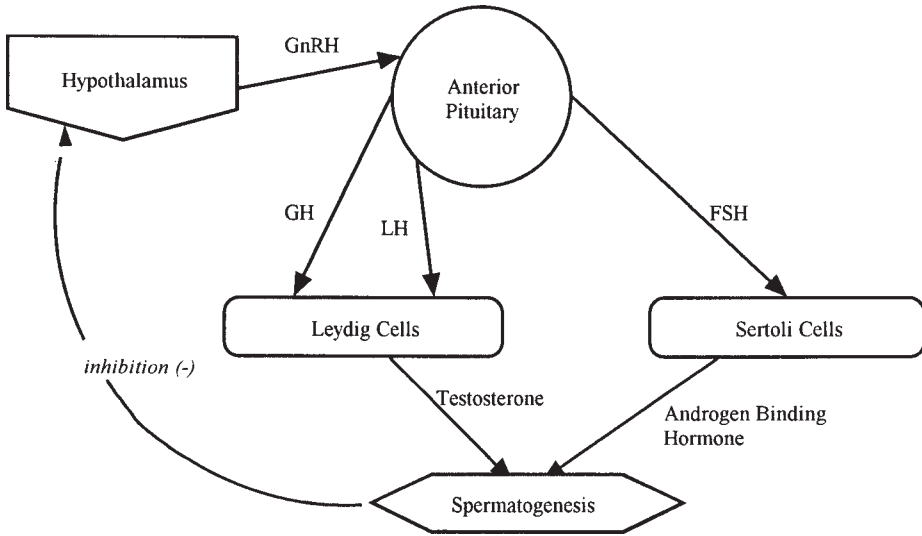 GnRH
Hypothalamus
Anterior
Pituitary
GH
LH
FSH
Leydig Cells
Sertoli Cells
inhibition (-)
Testosterone
Androgen Binding
Hormone
Spermatogenesis